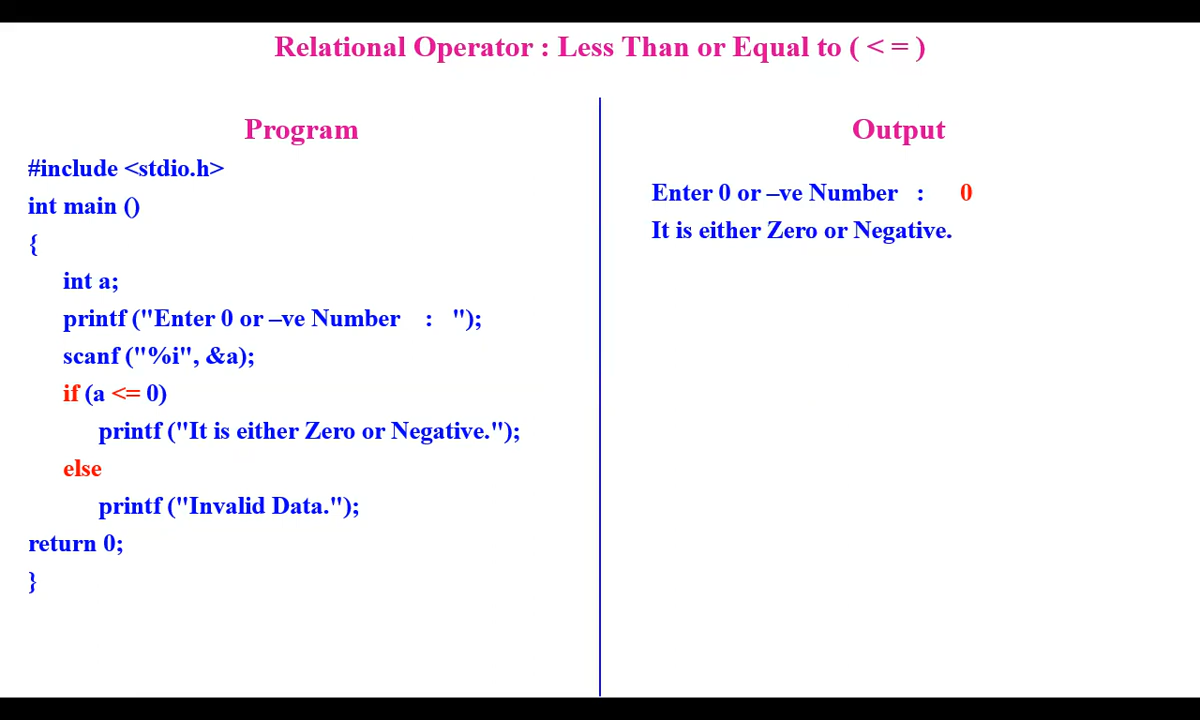 Relational Operator : Less Than or Equal to ( < = )
Program
#include <stdio.h>
int main ()
{
int a;
printf ("Enter 0 or –ve Number : ");
scanf ("%i", &a);
if (a <= 0)
printf ("It is either Zero or Negative.");
else
printf ("Invalid Data.");
return 0;
}
Output
Enter 0 or –ve Number : 0
It is either Zero or Negative.